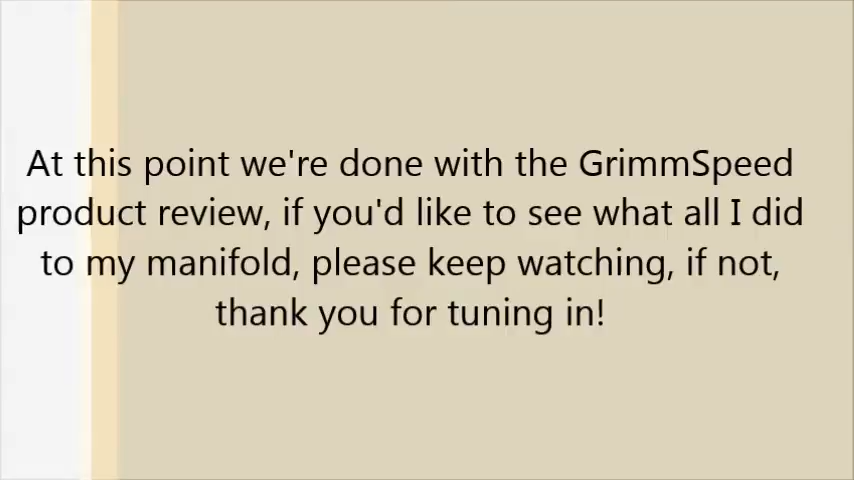 At this point we're done with the GrimmSpeed
product review, if you'd like to see what all I did
to my manifold, please keep watching, if not,
thank you for tuning in!